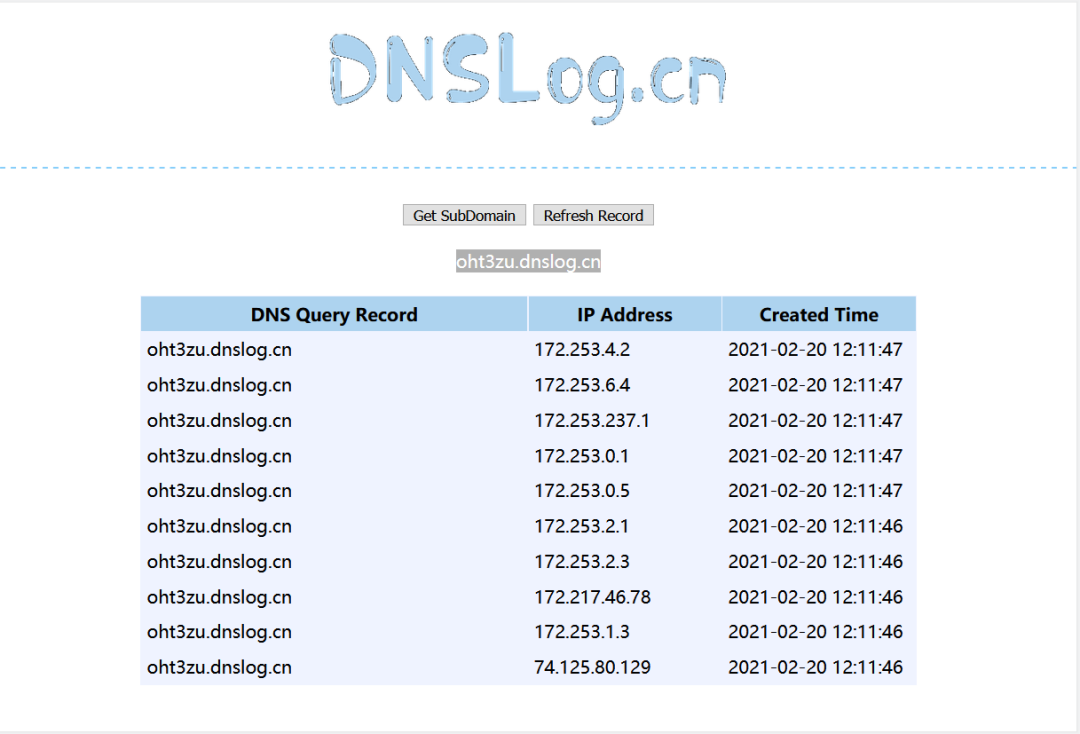 DNSLog.cn
Get SubDomain Refresh Record
oht3zu.dnslog.cn
DNS Query Record IP Address Created Time
oht3zu.dnslog.cn 172.253.4.2 2021-02-20 12:11:47
oht3zu.dnslog.cn 172.253.6.4 2021-02-20 12:11:47
oht3zu.dnslog.cn 172.253.237.1 2021-02-20 12:11:47
oht3zu.dnslog.cn 172.253.0.1 2021-02-20 12:11:47
oht3zu.dnslog.cn 172.253.0.5 2021-02-20 12:11:47
oht3zu.dnslog.cn 172.253.2.1 2021-02-20 12:11:46
oht3zu.dnslog.cn 172.253.2.3 2021-02-20 12:11:46
oht3zu.dnslog.cn 172.217.46.78 2021-02-20 12:11:46
oht3zu.dnslog.cn 172.253.1.3 2021-02-20 12:11:46
oht3zu.dnslog.cn 74.125.80.129 2021-02-20 12:11:46